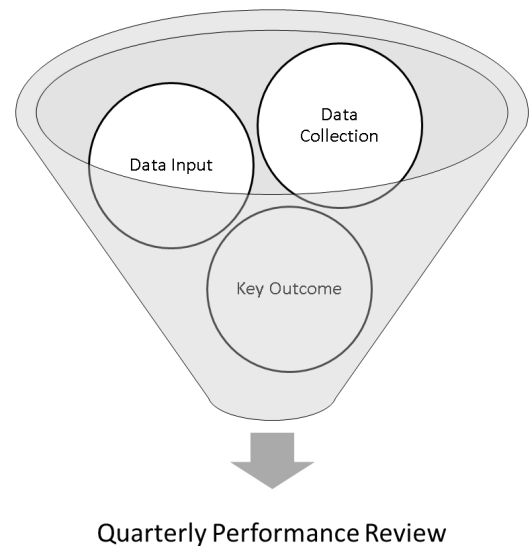 Data
Collection
Data Input
Key Outcome
Quarterly Performance Review